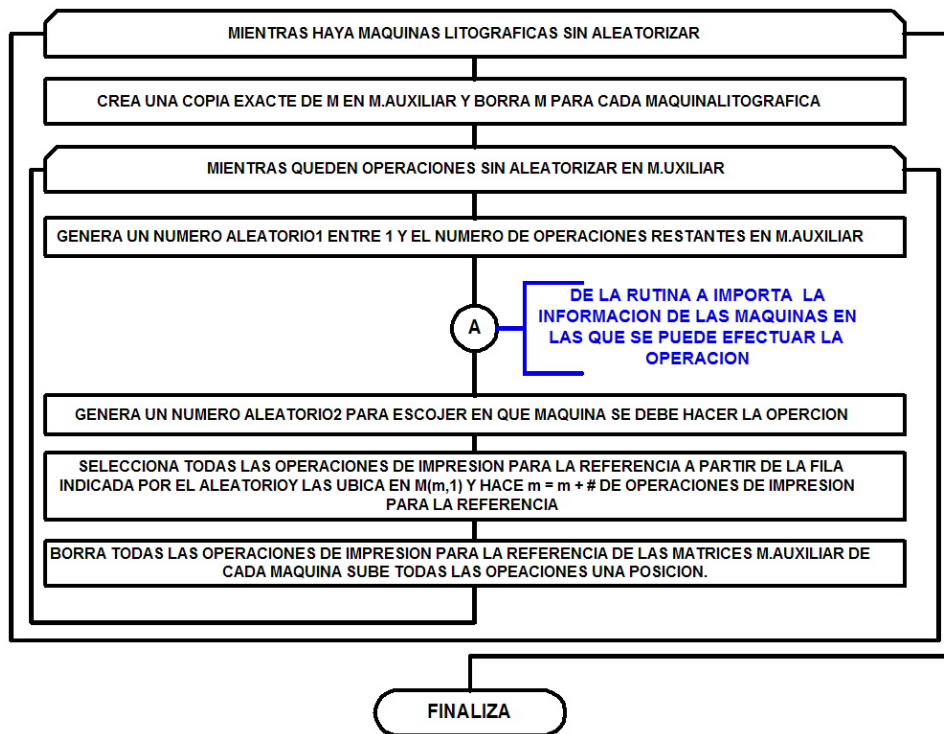 MIENTRAS HAYA MAQUINAS LITOGRAFICAS SIN ALEATORIZAR
CREA UNA COPIA EXACTE DE M EN M.AUXILIAR Y BORRA M PARA CADA MAQUINALITOGRAFICA
MIENTRAS QUEDEN OPERACIONES SIN ALEATORIZAR EN M.UXILIAR
GENERA UN NUMERO ALEATORIO1 ENTRE 1 Y EL NUMERO DE OPERACIONES RESTANTES EN M.AUXILIAR
A
DE LA RUTINA A IMPORTA LA
INFORMACION DE LAS MAQUINAS EN
LAS QUE SE PUEDE EFECTUAR LA
OPERACION
GENERA UN NUMERO ALEATORIO2 PARA ESCOJER EN QUE MAQUINA SE DEBE HACER LA OPERCION
SELECCIONA TODAS LAS OPERACIONES DE IMPRESION PARA LA REFERENCIA A PARTIR DE LA FILA
INDICADA POR EL ALEATORIOY LAS UBICA EN M(m,1) Y HACE m = m + # DE OPERACIONES DE IMPRESION
PARA LA REFERENCIA
BORRA TODAS LAS OPERACIONES DE IMPRESION PARA LA REFERENCIA DE LAS MATRICES M.AUXILIAR DE
CADA MAQUINA SUBE TODAS LAS OPEACIONES UNA POSICION.
FINALIZA